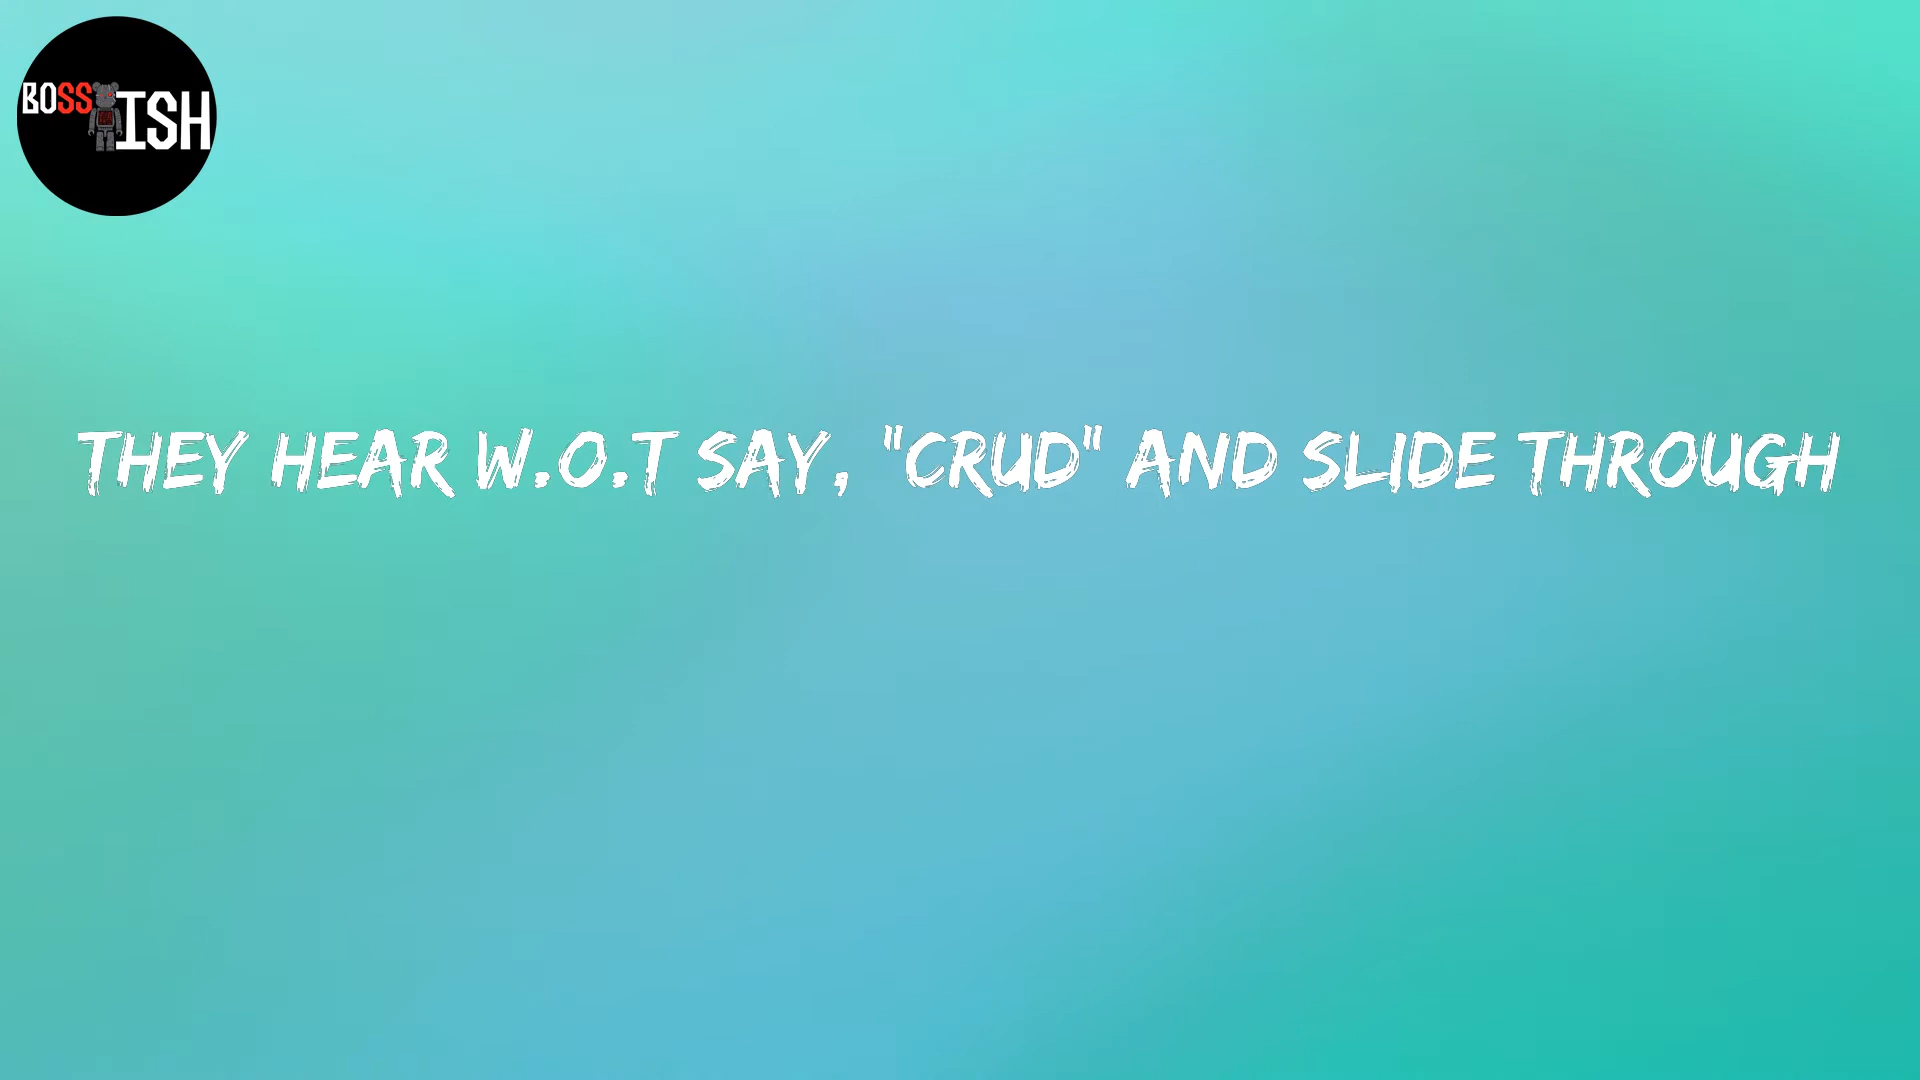 BOSS ISH
THEY HEAR W.O.T SAY, "CRUD" AND SLIDE THROUGH